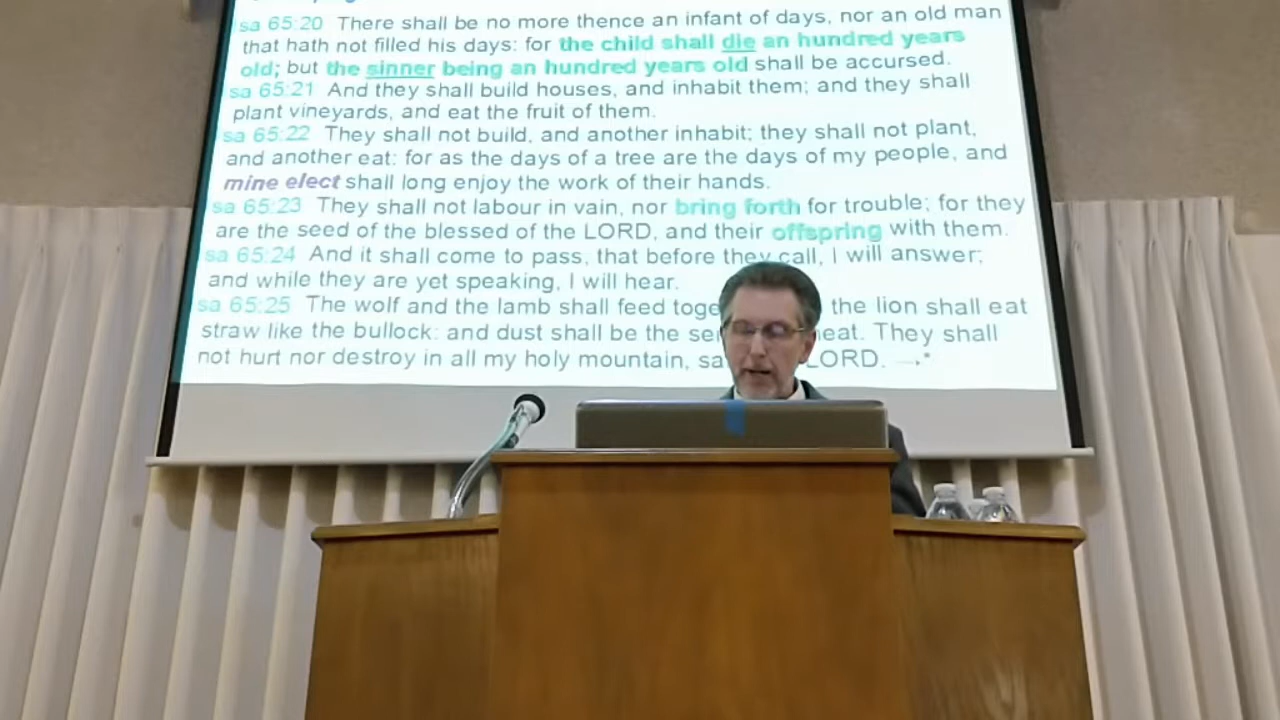 sa 65:20 There shall be no more thence an infant of days, nor an old man
that hath not filled his days: for the child shall die an hundred years
old; but the sinner being an hundred years old shall be accursed.
sa 65:21 And they shall build houses, and inhabit them; and they shall
plant vineyards, and eat the fruit of them.
sa 65:22 They shall not build, and another inhabit; they shall not plant,
and another eat: for as the days of a tree are the days of my people, and
mine elect shall long enjoy the work of their hands.
sa 65:23 They shall not labour in vain, nor bring forth for trouble; for they
are the seed of the blessed of the LORD, and their offspring with them.
sa 65:24 And it shall come to pass, that before they call, I will answer;
and while they are yet speaking, I will hear.
sa 65:25 The wolf and the lamb shall feed toge the lion shall eat
straw like the bullock: and dust shall be the se eat. They shall
not hurt nor destroy in all my holy mountain, sa LORD. →*